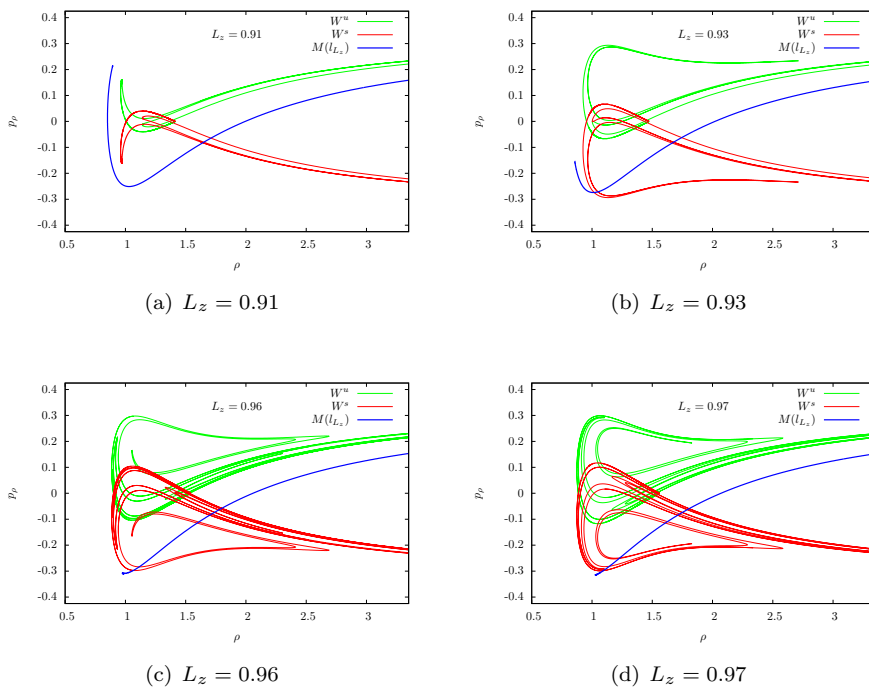 0.4
0.3
0.2
0.1
0
-0.1
-0.2
-0.3
-0.4
0.5 1 1.5 2 2.5 3
pρ
ρ
Lz = 0.91
Wu
Ws
M(lLz)
(a) Lz = 0.91
0.4
0.3
0.2
0.1
0
-0.1
-0.2
-0.3
-0.4
0.5 1 1.5 2 2.5 3
pρ
ρ
Lz = 0.93
Wu
Ws
M(lLz)
(b) Lz = 0.93
0.4
0.3
0.2
0.1
0
-0.1
-0.2
-0.3
-0.4
0.5 1 1.5 2 2.5 3
pρ
ρ
Lz = 0.96
Wu
Ws
M(lLz)
(c) Lz = 0.96
0.4
0.3
0.2
0.1
0
-0.1
-0.2
-0.3
-0.4
0.5 1 1.5 2 2.5 3
pρ
ρ
Lz = 0.97
Wu
Ws
M(lLz)
(d) Lz = 0.97